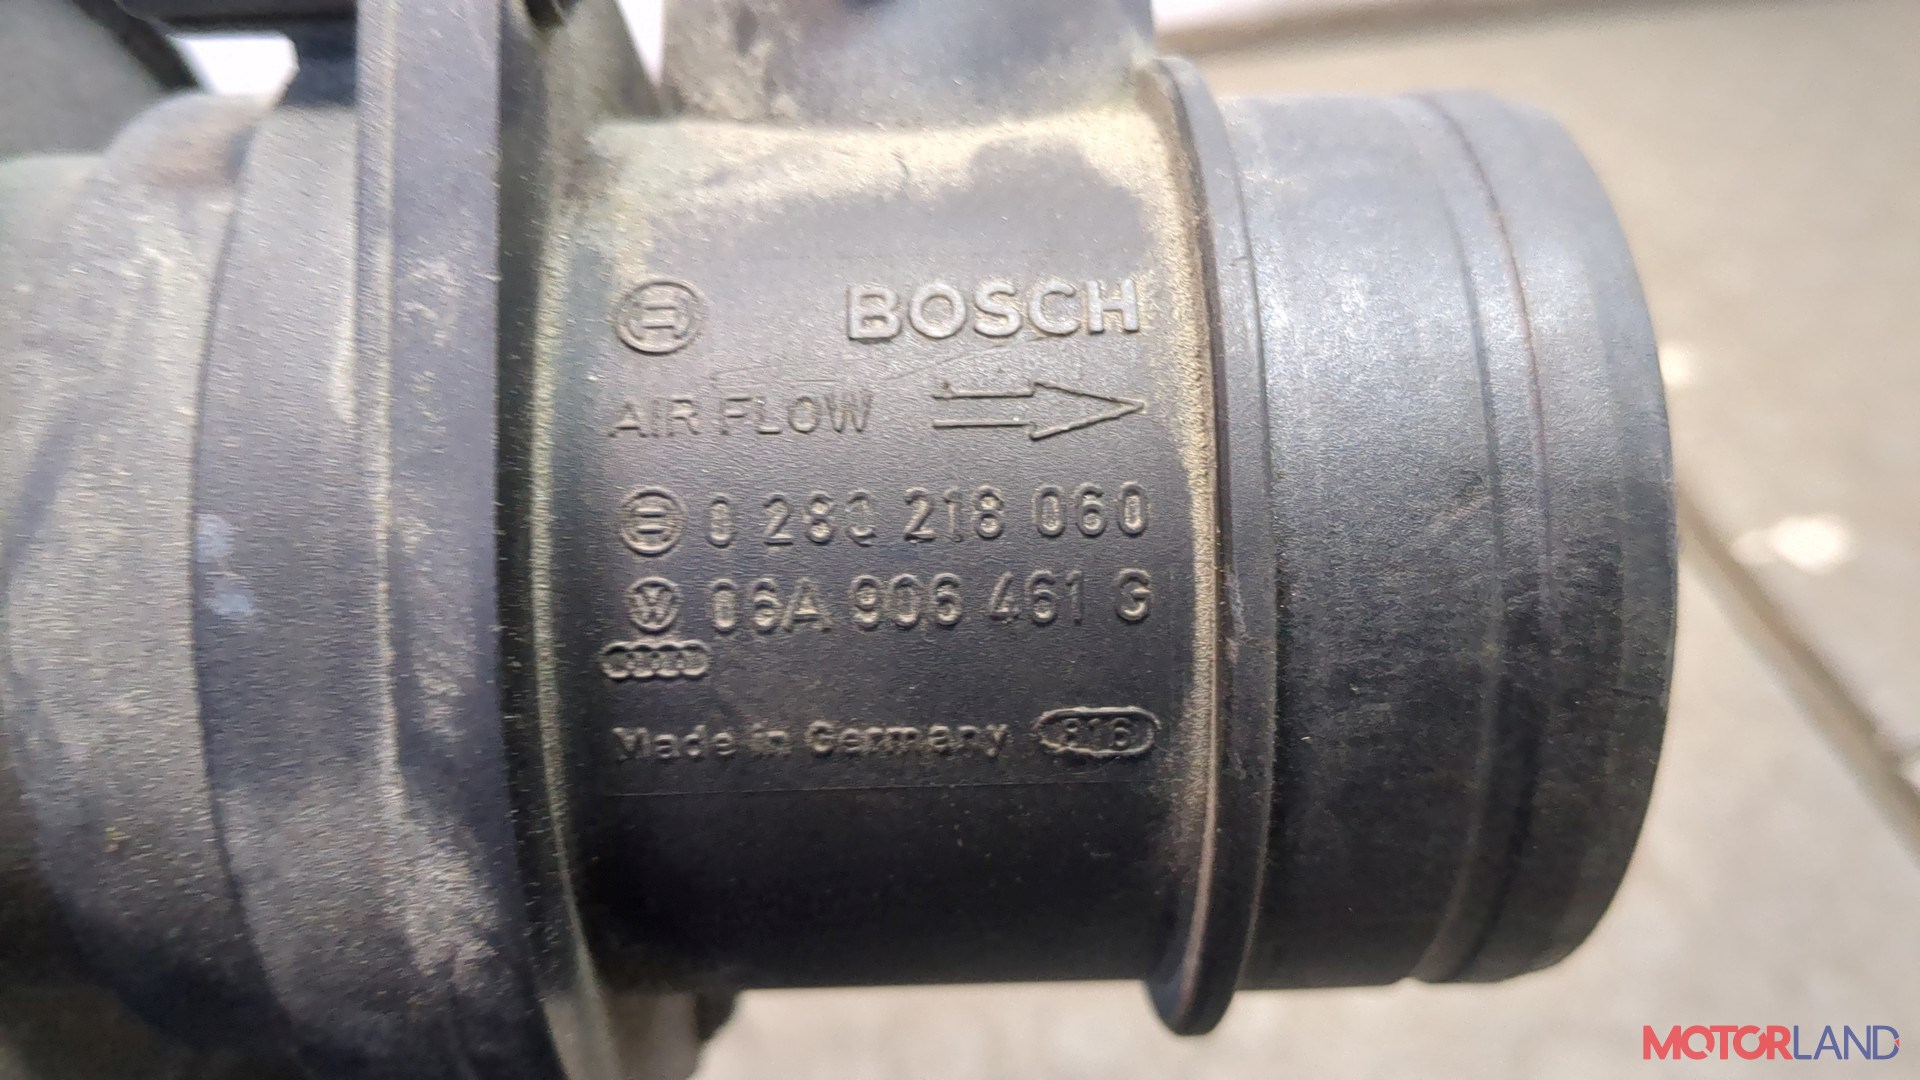 BOSCH
AIR FLOW
0 280 218 060
06A 906 461 G
Made in Germany 816
MOTORLAND